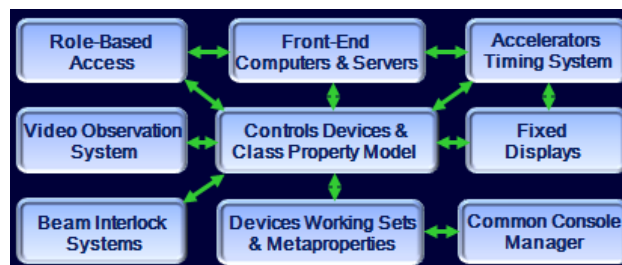 Role-Based
Access
Front-End
Computers & Servers
Accelerators
Timing System
Video Observation
System
Controls Devices &
Class Property Model
Fixed
Displays
Beam Interlock
Systems
Devices Working Sets
& Metaproperties
Common Console
Manager